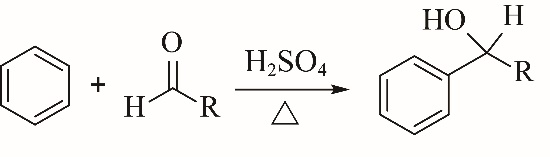 O
HO H
+ H R H₂SO₄ R
△